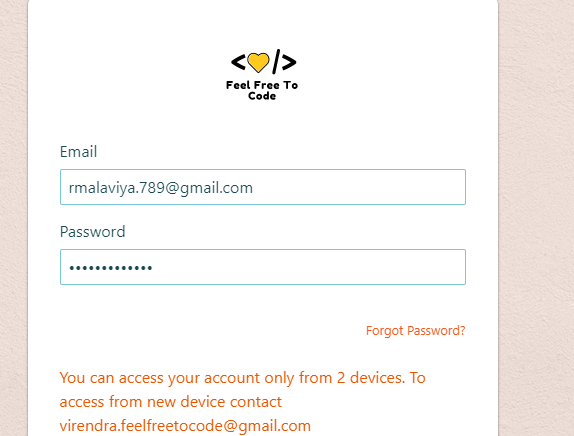 <💛/>
Feel Free To
Code
Email
rmalaviya.789@gmail.com
Password
•••••••••••••
Forgot Password?
You can access your account only from 2 devices. To
access from new device contact
virendra.feelfreetocode@gmail.com